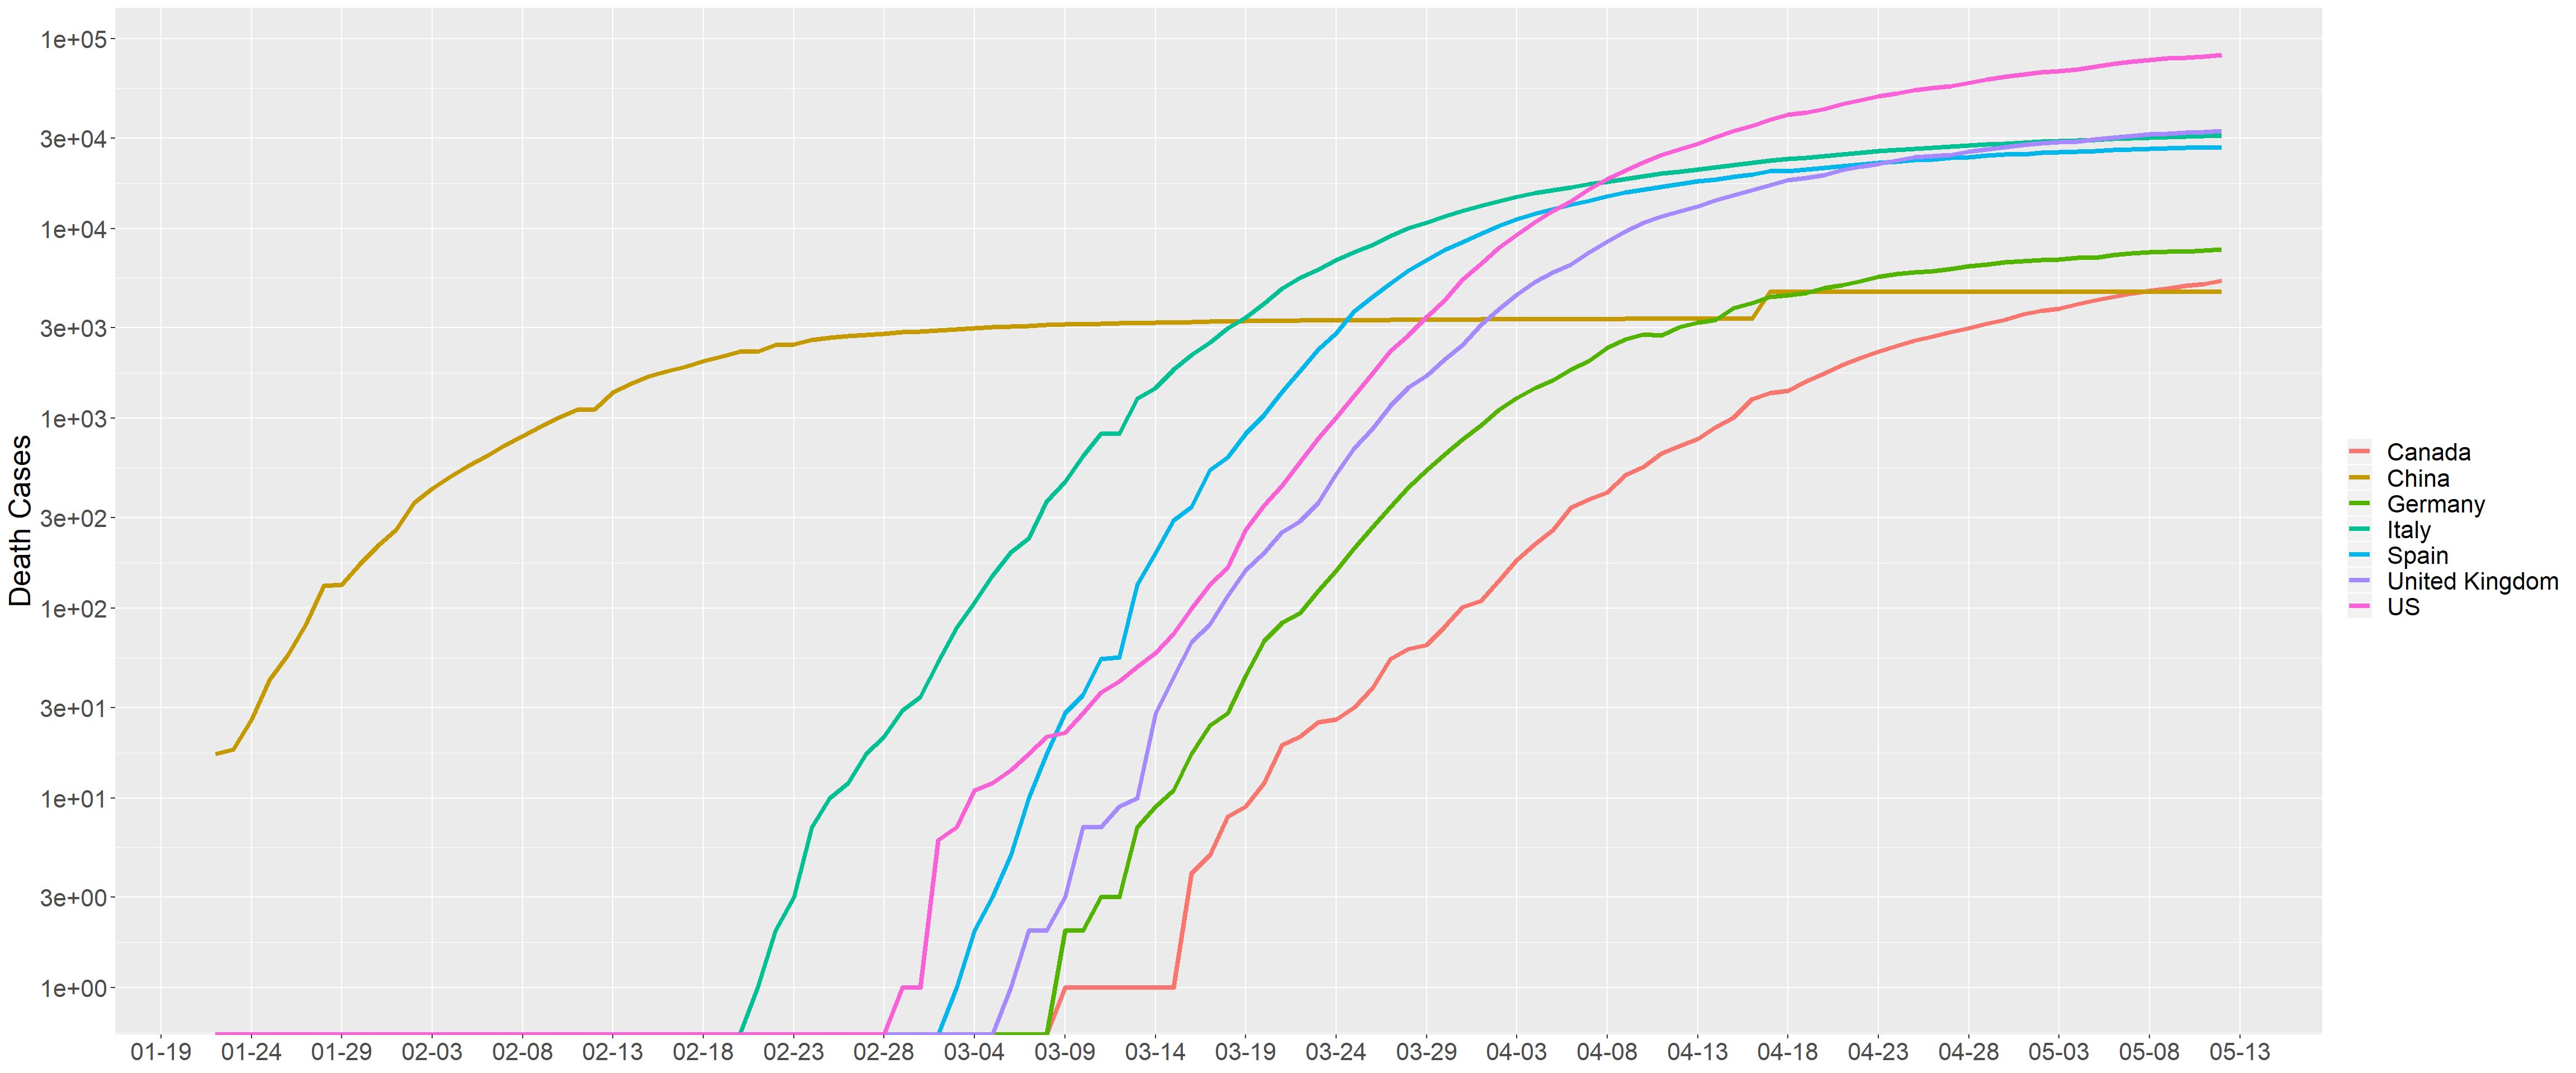 Death Cases
1e+05
3e+04
1e+04
3e+03
1e+03
3e+02
1e+02
3e+01
1e+01
3e+00
1e+00
01-19 01-24 01-29 02-03 02-08 02-13 02-18 02-23 02-28 03-04 03-09 03-14 03-19 03-24 03-29 04-03 04-08 04-13 04-18 04-23 04-28 05-03 05-08 05-13
Canada
China
Germany
Italy
Spain
United Kingdom
US